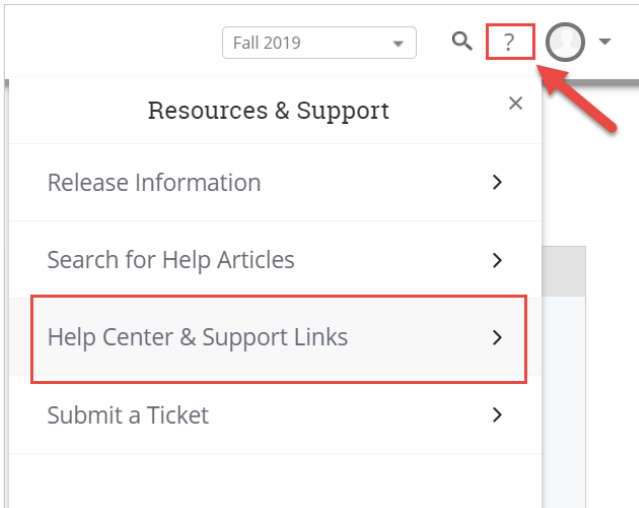 Fall 2019
?
Resources & Support
Release Information
Search for Help Articles
Help Center & Support Links
Submit a Ticket